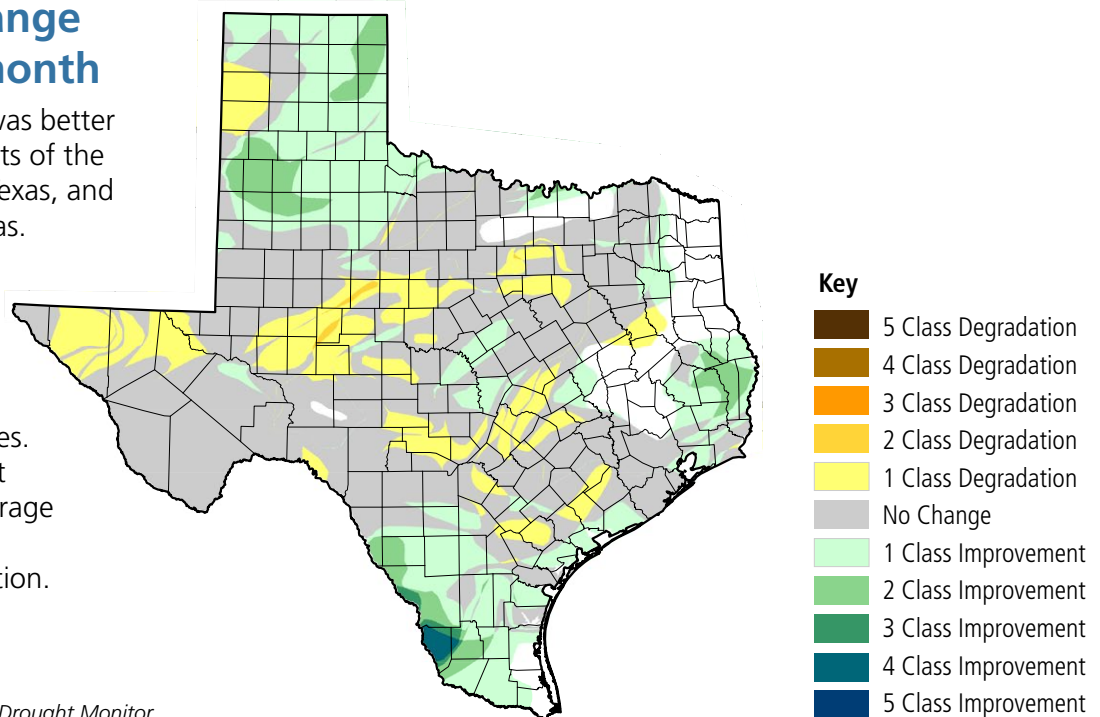 ange
month
was better
ts of the
exas, and
as.
es.
t
rage
tion.
Drought Monitor
Key
5 Class Degradation
4 Class Degradation
3 Class Degradation
2 Class Degradation
1 Class Degradation
No Change
1 Class Improvement
2 Class Improvement
3 Class Improvement
4 Class Improvement
5 Class Improvement